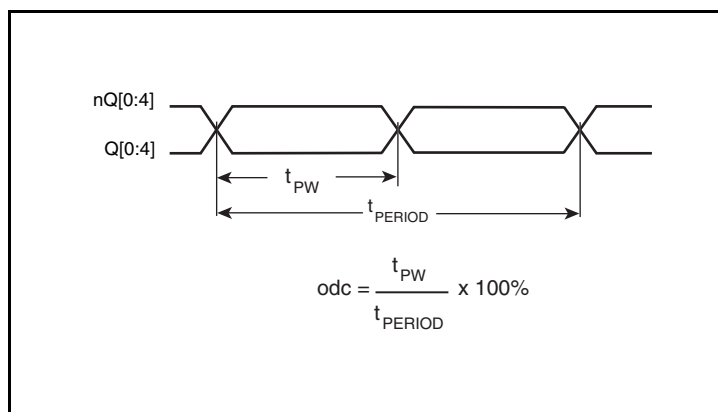 nQ[0:4]
Q[0:4]
tPW
tPERIOD
odc = tPW / tPERIOD x 100%